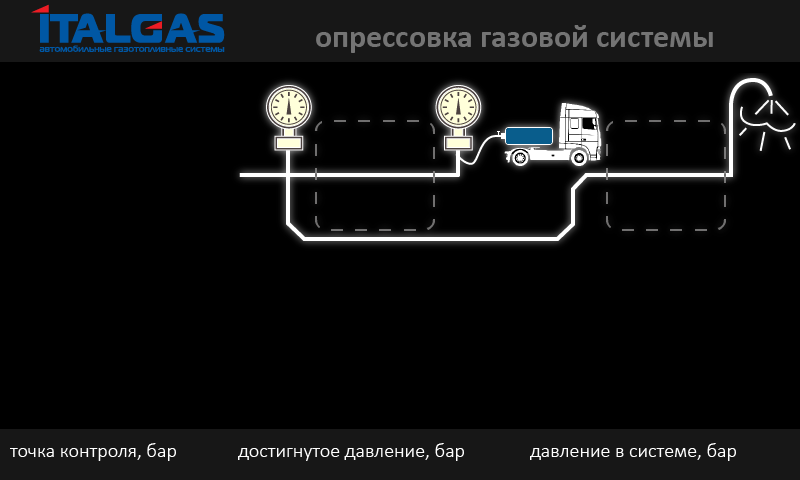 ITALGAS
автомобильные газотопливные системы
опрессовка газовой системы
точка контроля, бар
достигнутое давление, бар
давление в системе, бар